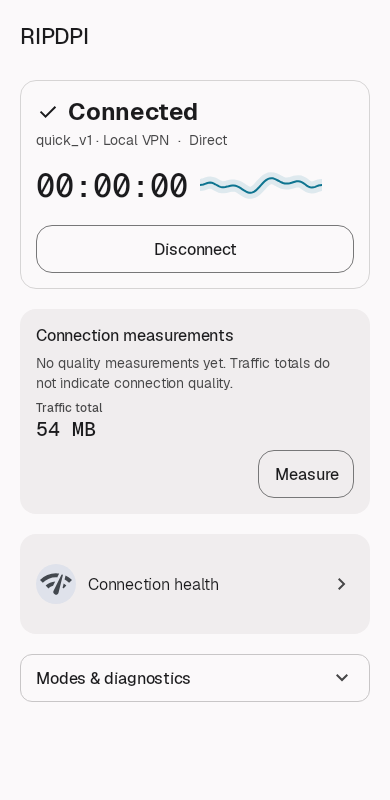 RIPDPI
Connected
quick_v1 · Local VPN · Direct
00:00:00
Disconnect
Connection measurements
No quality measurements yet. Traffic totals do
not indicate connection quality.
Traffic total
54 MB
Measure
Connection health
Modes & diagnostics